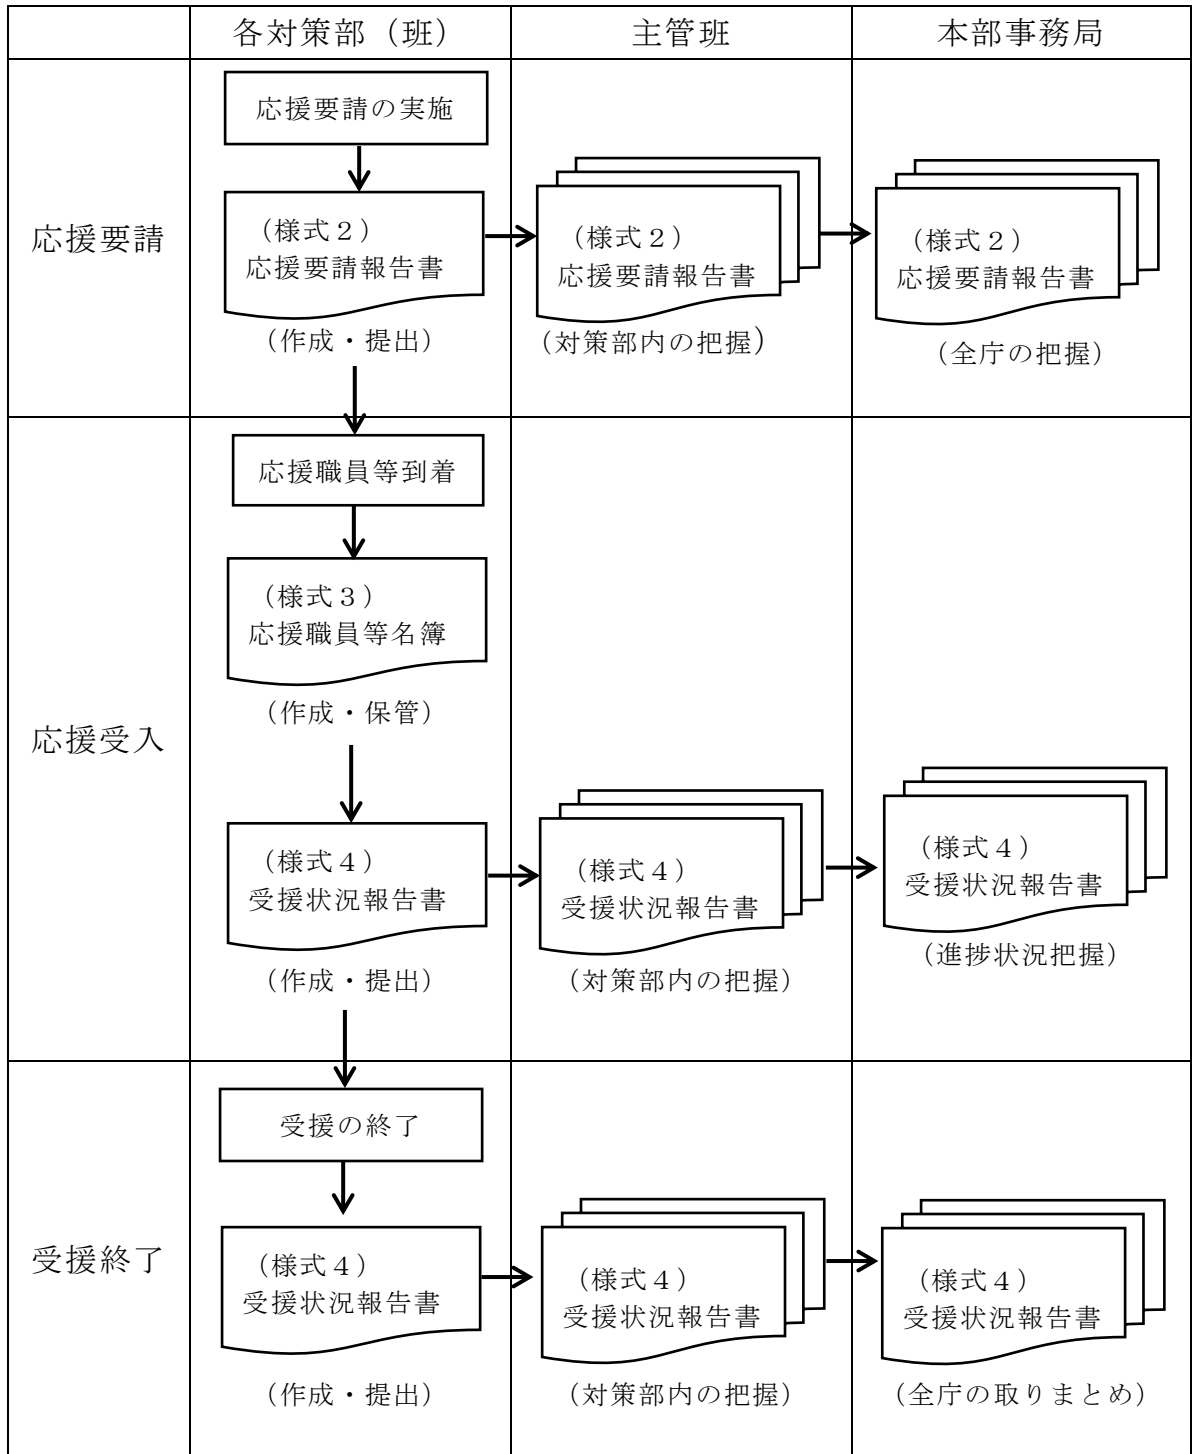 各対策部（班）
主管班
本部事務局
応援要請
応援要請の実施
（様式２）
応援要請報告書
（作成・提出）
（様式２）
応援要請報告書
（対策部内の把握）
（様式２）
応援要請報告書
（全庁の把握）
応援受入
応援職員等到着
（様式３）
応援職員等名簿
（作成・保管）
（様式４）
受援状況報告書
（作成・提出）
（様式４）
受援状況報告書
（対策部内の把握）
（様式４）
受援状況報告書
（進捗状況把握）
受援終了
受援の終了
（様式４）
受援状況報告書
（作成・提出）
（様式４）
受援状況報告書
（対策部内の把握）
（様式４）
受援状況報告書
（全庁の取りまとめ）